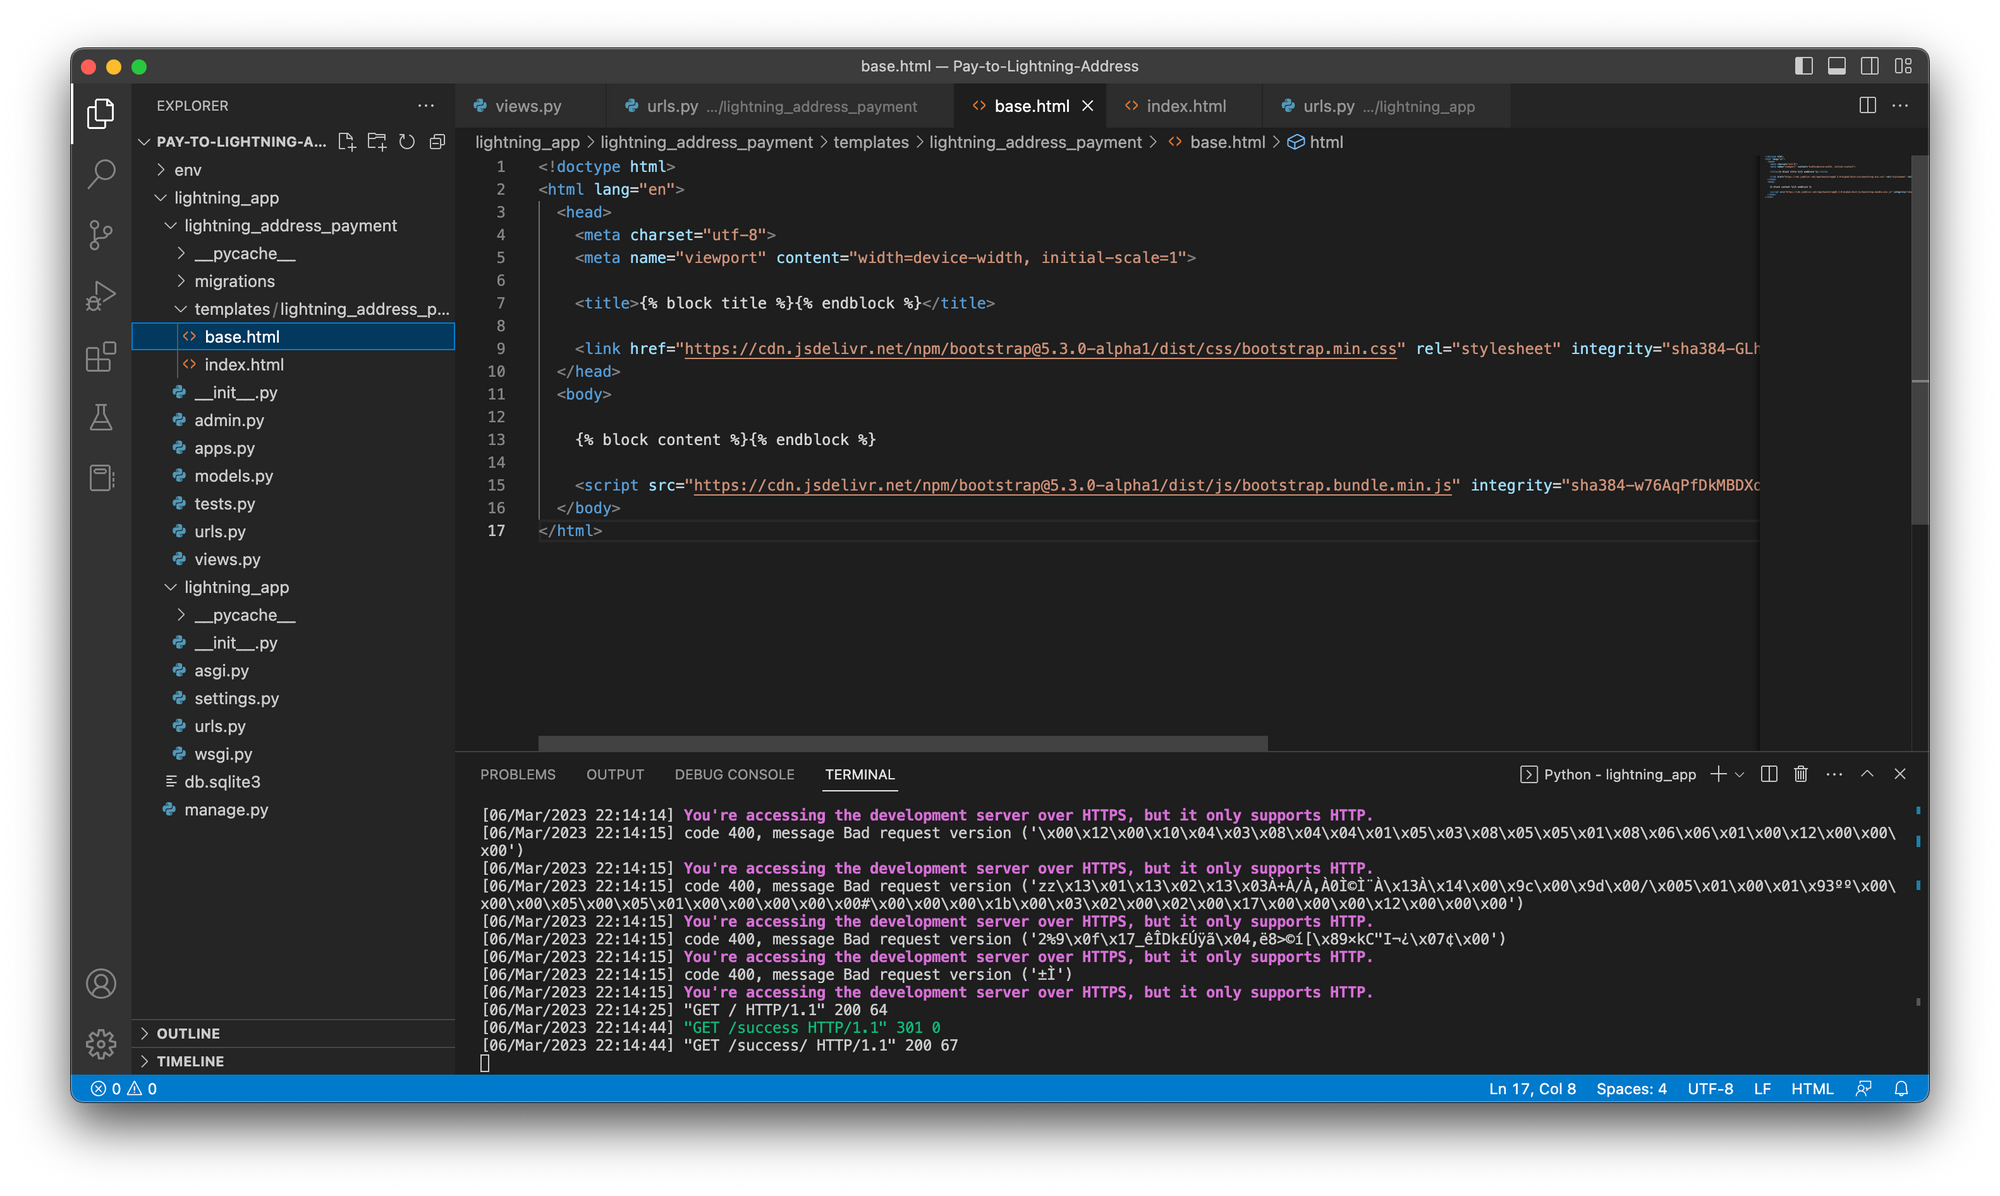 base.html — Pay-to-Lightning-Address
EXPLORER
PAY-TO-LIGHTNING-A...
env
lightning_app
lightning_address_payment
__pycache__
migrations
templates/lightning_address_p...
base.html
index.html
__init__.py
admin.py
apps.py
models.py
tests.py
urls.py
views.py
lightning_app
__pycache__
__init__.py
asgi.py
settings.py
urls.py
wsgi.py
db.sqlite3
manage.py
OUTLINE
TIMELINE
views.py urls.py .../lightning_address_payment base.html index.html urls.py .../lightning_app
lightning_app > lightning_address_payment > templates > lightning_address_payment > base.html > html
1 <!doctype html>
2 <html lang="en">
3 <head>
4 <meta charset="utf-8">
5 <meta name="viewport" content="width=device-width, initial-scale=1">
6
7 <title>{% block title %}{% endblock %}</title>
8
9 <link href="https://cdn.jsdelivr.net/npm/bootstrap@5.3.0-alpha1/dist/css/bootstrap.min.css" rel="stylesheet" integrity="sha384-GLh
10 </head>
11 <body>
12
13 {% block content %}{% endblock %}
14
15 <script src="https://cdn.jsdelivr.net/npm/bootstrap@5.3.0-alpha1/dist/js/bootstrap.bundle.min.js" integrity="sha384-w76AqPfDkMBDXc
16 </body>
17 </html>
PROBLEMS OUTPUT DEBUG CONSOLE TERMINAL Python - lightning_app
[06/Mar/2023 22:14:14] You're accessing the development server over HTTPS, but it only supports HTTP.
[06/Mar/2023 22:14:15] code 400, message Bad request version ('\x00\x12\x00\x10\x04\x03\x08\x04\x04\x01\x05\x03\x08\x05\x05\x01\x08\x06\x06\x01\x00\x12\x00\x00\
x00')
[06/Mar/2023 22:14:15] You're accessing the development server over HTTPS, but it only supports HTTP.
[06/Mar/2023 22:14:15] code 400, message Bad request version ('zz\x13\x01\x13\x02\x13\x03À+À/À,À0Ì©Ì¨À\x13À\x14\x00\x9c\x00\x9d\x00/\x005\x01\x00\x01\x93ºº\x00\
x00\x00\x05\x00\x05\x01\x00\x00\x00\x00\x00#\x00\x00\x00\x1b\x00\x03\x02\x00\x02\x00\x17\x00\x00\x00\x12\x00\x00\x00')
[06/Mar/2023 22:14:15] You're accessing the development server over HTTPS, but it only supports HTTP.
[06/Mar/2023 22:14:15] code 400, message Bad request version ('2%9\x0f\x17_êÎDk£Úÿã\x04,ë8>©í[\x89×kC"I¬¿\x07¢\x00')
[06/Mar/2023 22:14:15] You're accessing the development server over HTTPS, but it only supports HTTP.
[06/Mar/2023 22:14:15] code 400, message Bad request version ('±Ì')
[06/Mar/2023 22:14:15] You're accessing the development server over HTTPS, but it only supports HTTP.
[06/Mar/2023 22:14:25] "GET / HTTP/1.1" 200 64
[06/Mar/2023 22:14:44] "GET /success HTTP/1.1" 301 0
[06/Mar/2023 22:14:44] "GET /success/ HTTP/1.1" 200 67
0 0 Ln 17, Col 8 Spaces: 4 UTF-8 LF HTML